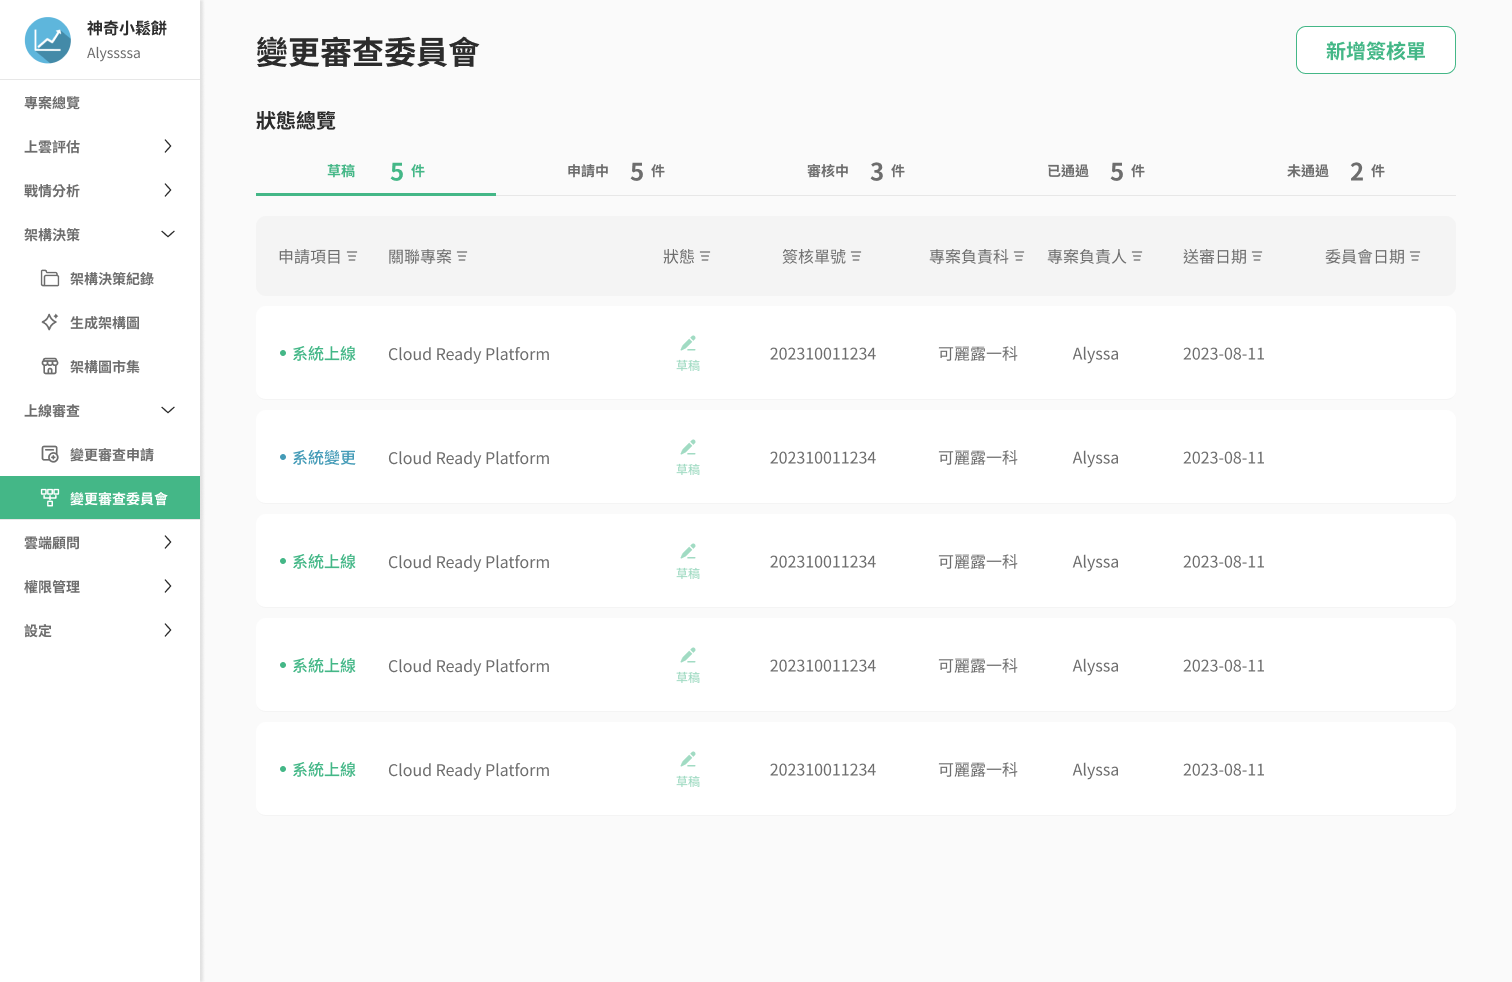 神奇小鬆餅
Alyssssa
專案總覽
上雲評估
戰情分析
架構決策
架構決策紀錄
生成架構圖
架構圖市集
上線審查
變更審查申請
變更審查委員會
雲端顧問
權限管理
設定
變更審查委員會
新增簽核單
狀態總覽
草稿 5 件 申請中 5 件 審核中 3 件 已通過 5 件 未通過 2 件
申請項目 關聯專案 狀態 簽核單號 專案負責科 專案負責人 送審日期 委員會日期
系統上線 Cloud Ready Platform 草稿 202310011234 可麗露一科 Alyssa 2023-08-11
系統變更 Cloud Ready Platform 草稿 202310011234 可麗露一科 Alyssa 2023-08-11
系統上線 Cloud Ready Platform 草稿 202310011234 可麗露一科 Alyssa 2023-08-11
系統上線 Cloud Ready Platform 草稿 202310011234 可麗露一科 Alyssa 2023-08-11
系統上線 Cloud Ready Platform 草稿 202310011234 可麗露一科 Alyssa 2023-08-11